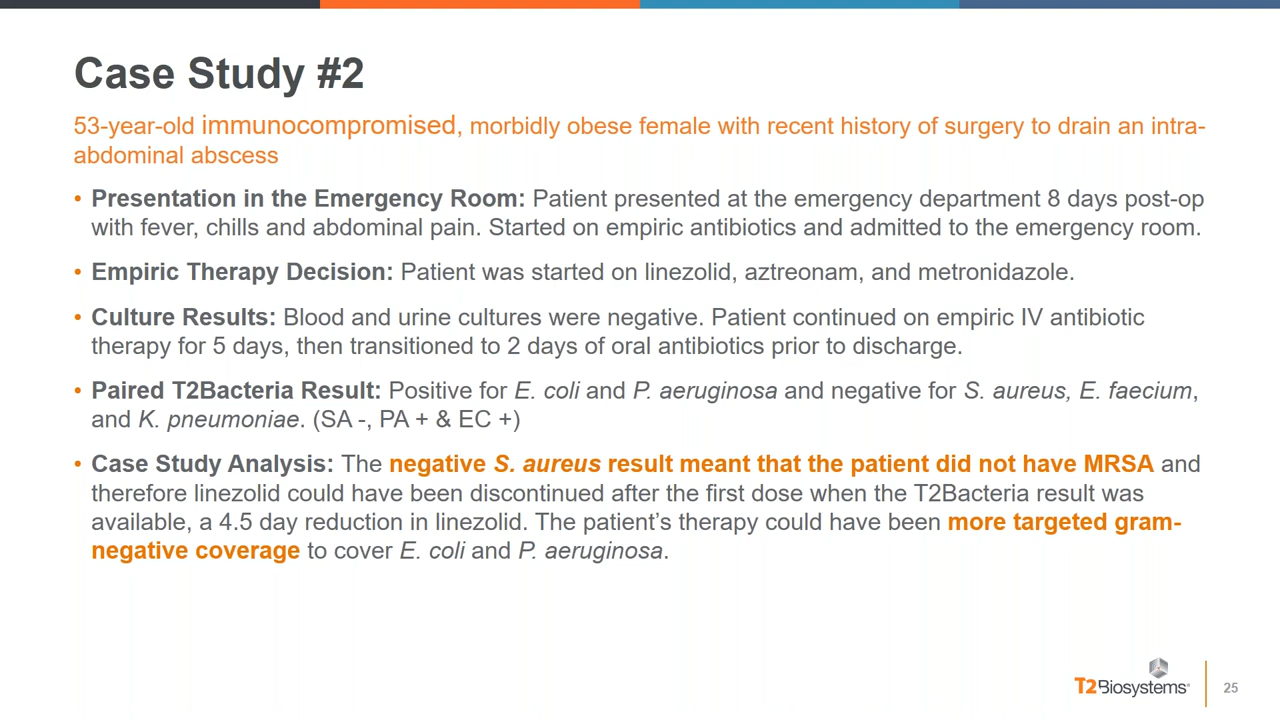 Case Study #2
53-year-old immunocompromised, morbidly obese female with recent history of surgery to drain an intra-
abdominal abscess
• Presentation in the Emergency Room: Patient presented at the emergency department 8 days post-op
with fever, chills and abdominal pain. Started on empiric antibiotics and admitted to the emergency room.
• Empiric Therapy Decision: Patient was started on linezolid, aztreonam, and metronidazole.
• Culture Results: Blood and urine cultures were negative. Patient continued on empiric IV antibiotic
therapy for 5 days, then transitioned to 2 days of oral antibiotics prior to discharge.
• Paired T2Bacteria Result: Positive for E. coli and P. aeruginosa and negative for S. aureus, E. faecium,
and K. pneumoniae. (SA -, PA + & EC +)
• Case Study Analysis: The negative S. aureus result meant that the patient did not have MRSA and
therefore linezolid could have been discontinued after the first dose when the T2Bacteria result was
available, a 4.5 day reduction in linezolid. The patient’s therapy could have been more targeted gram-
negative coverage to cover E. coli and P. aeruginosa.
T2Biosystems®
25